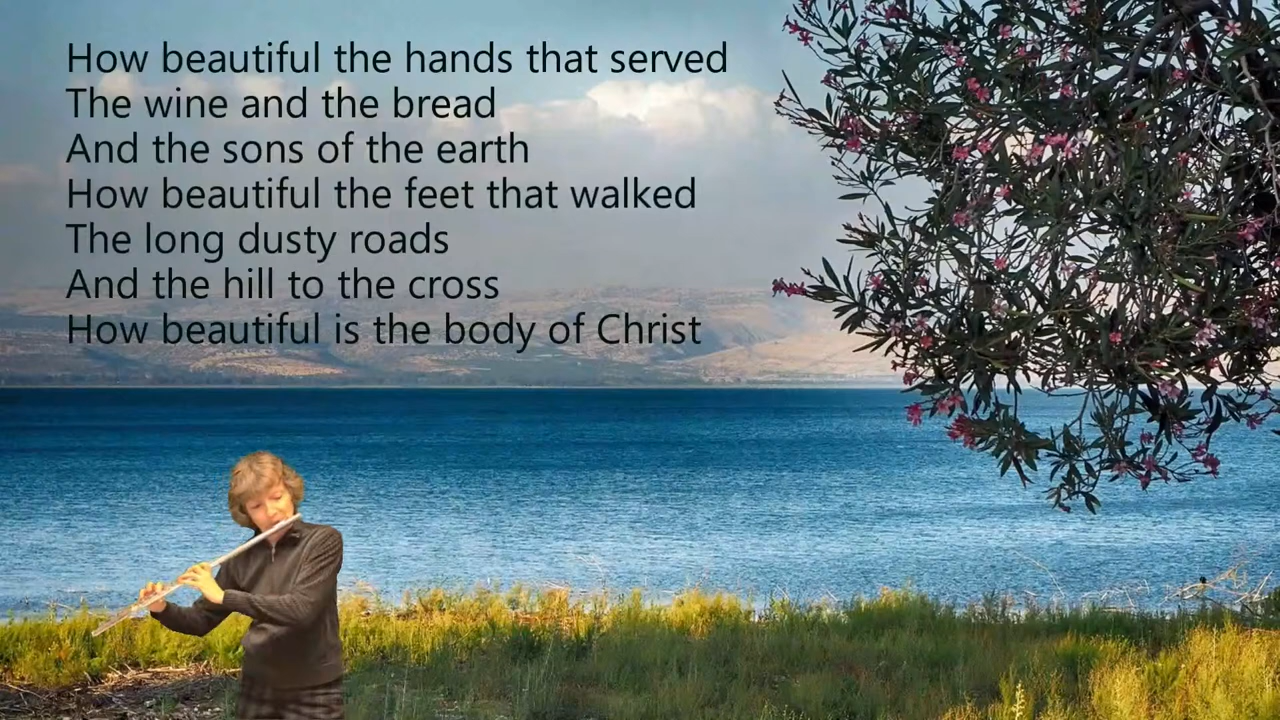 How beautiful the hands that served
The wine and the bread
And the sons of the earth
How beautiful the feet that walked
The long dusty roads
And the hill to the cross
How beautiful is the body of Christ